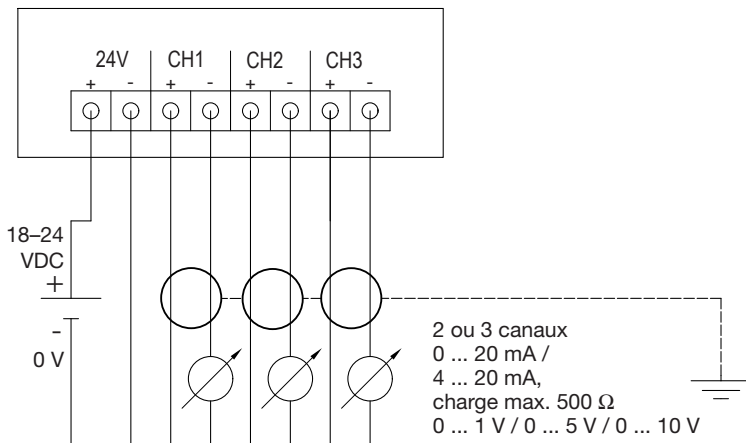 24V CH1 CH2 CH3
+ - + - + - + -
18–24
VDC
+
-
0 V
2 ou 3 canaux
0 ... 20 mA /
4 ... 20 mA,
charge max. 500 Ω
0 ... 1 V / 0 ... 5 V / 0 ... 10 V